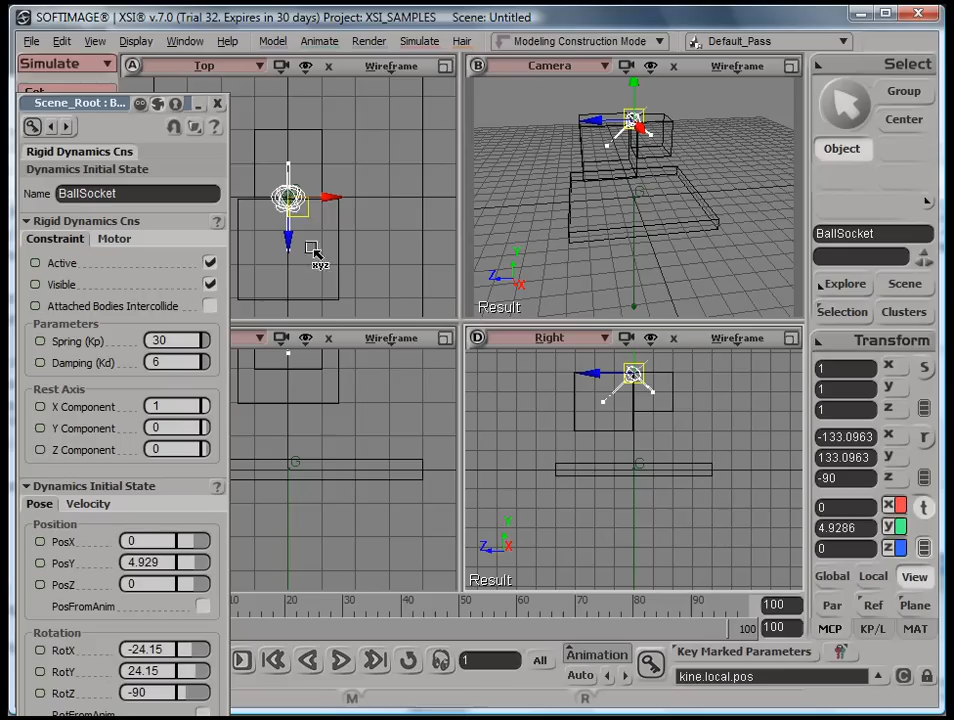 SOFTIMAGE® | XSI® v.7.0 (Trial 32. Expires in 30 days) Project: XSI_SAMPLES Scene: Untitled
File Edit View Display Window Help Model Animate Render Simulate Hair Modeling Construction Mode Default_Pass
Simulate A Top x Wireframe B Camera x Wireframe Select
Scene_Root : B...
Group
Center
Object
Rigid Dynamics Cns
Dynamics Initial State
Name BallSocket
Rigid Dynamics Cns
Constraint Motor
Active
Visible
Attached Bodies Intercollide
Parameters
Spring (Kp) 30
Damping (Kd) 6
Rest Axis
X Component 1
Y Component 0
Z Component 0
Dynamics Initial State
Pose Velocity
Position
PosX 0
PosY 4.929
PosZ 0
PosFromAnim
Rotation
RotX -24.15
RotY 24.15
RotZ -90
RotFromAnim
xyz
Y
Z
X
Result
x Wireframe D Right x Wireframe
G
G
G
Y
Z X
Result
BallSocket
Explore Scene
Selection Clusters
Transform
1 x s
1 y
1 z
-133.0963 x r
133.0963 y
-90 z
0 x t
4.9286 y
0 z
Global Local View
Par Ref Plane
MCP KP/L MAT
10 20 30 40 50 60 70 80 90 100
100 100
1 All Animation Key Marked Parameters
Auto kine.local.pos C
M R